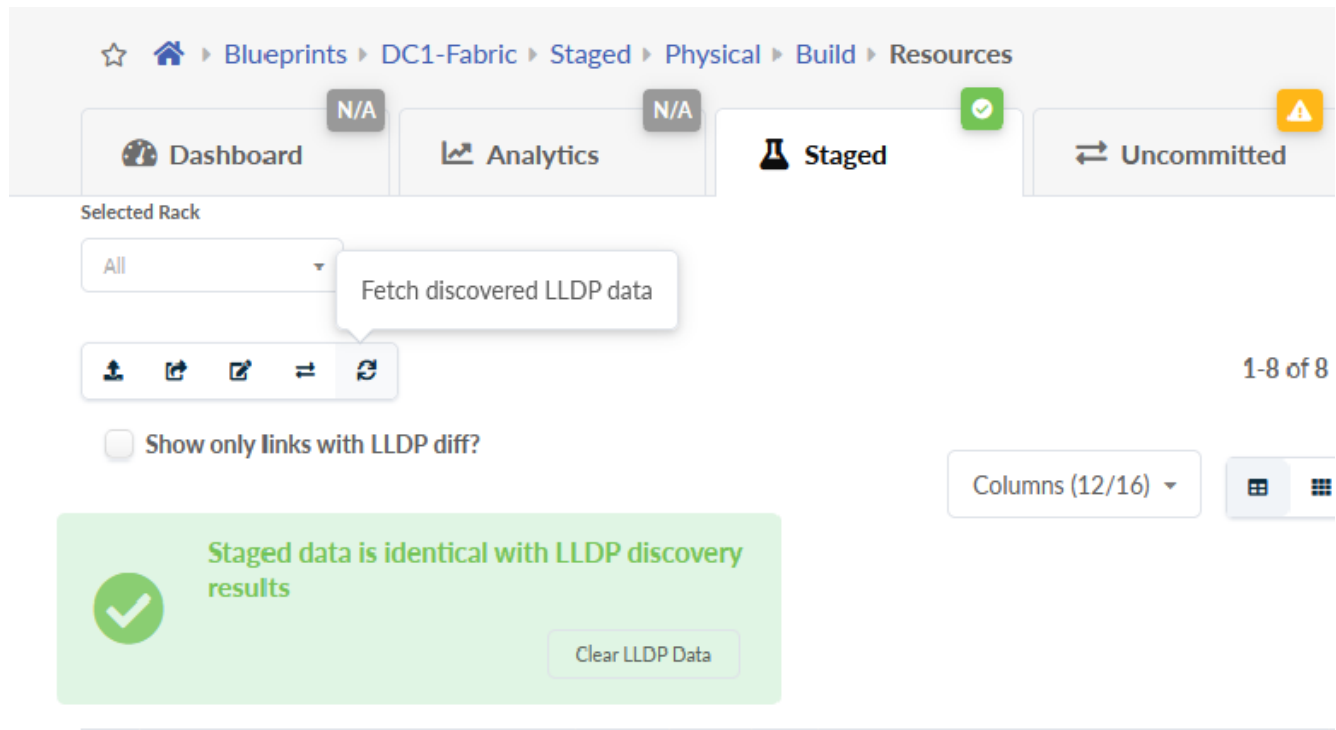 Blueprints DC1-Fabric Staged Physical Build Resources
N/A N/A
Dashboard Analytics Staged Uncommitted
Selected Rack
All
Fetch discovered LLDP data
1-8 of 8
Show only links with LLDP diff?
Columns (12/16)
Staged data is identical with LLDP discovery
results
Clear LLDP Data